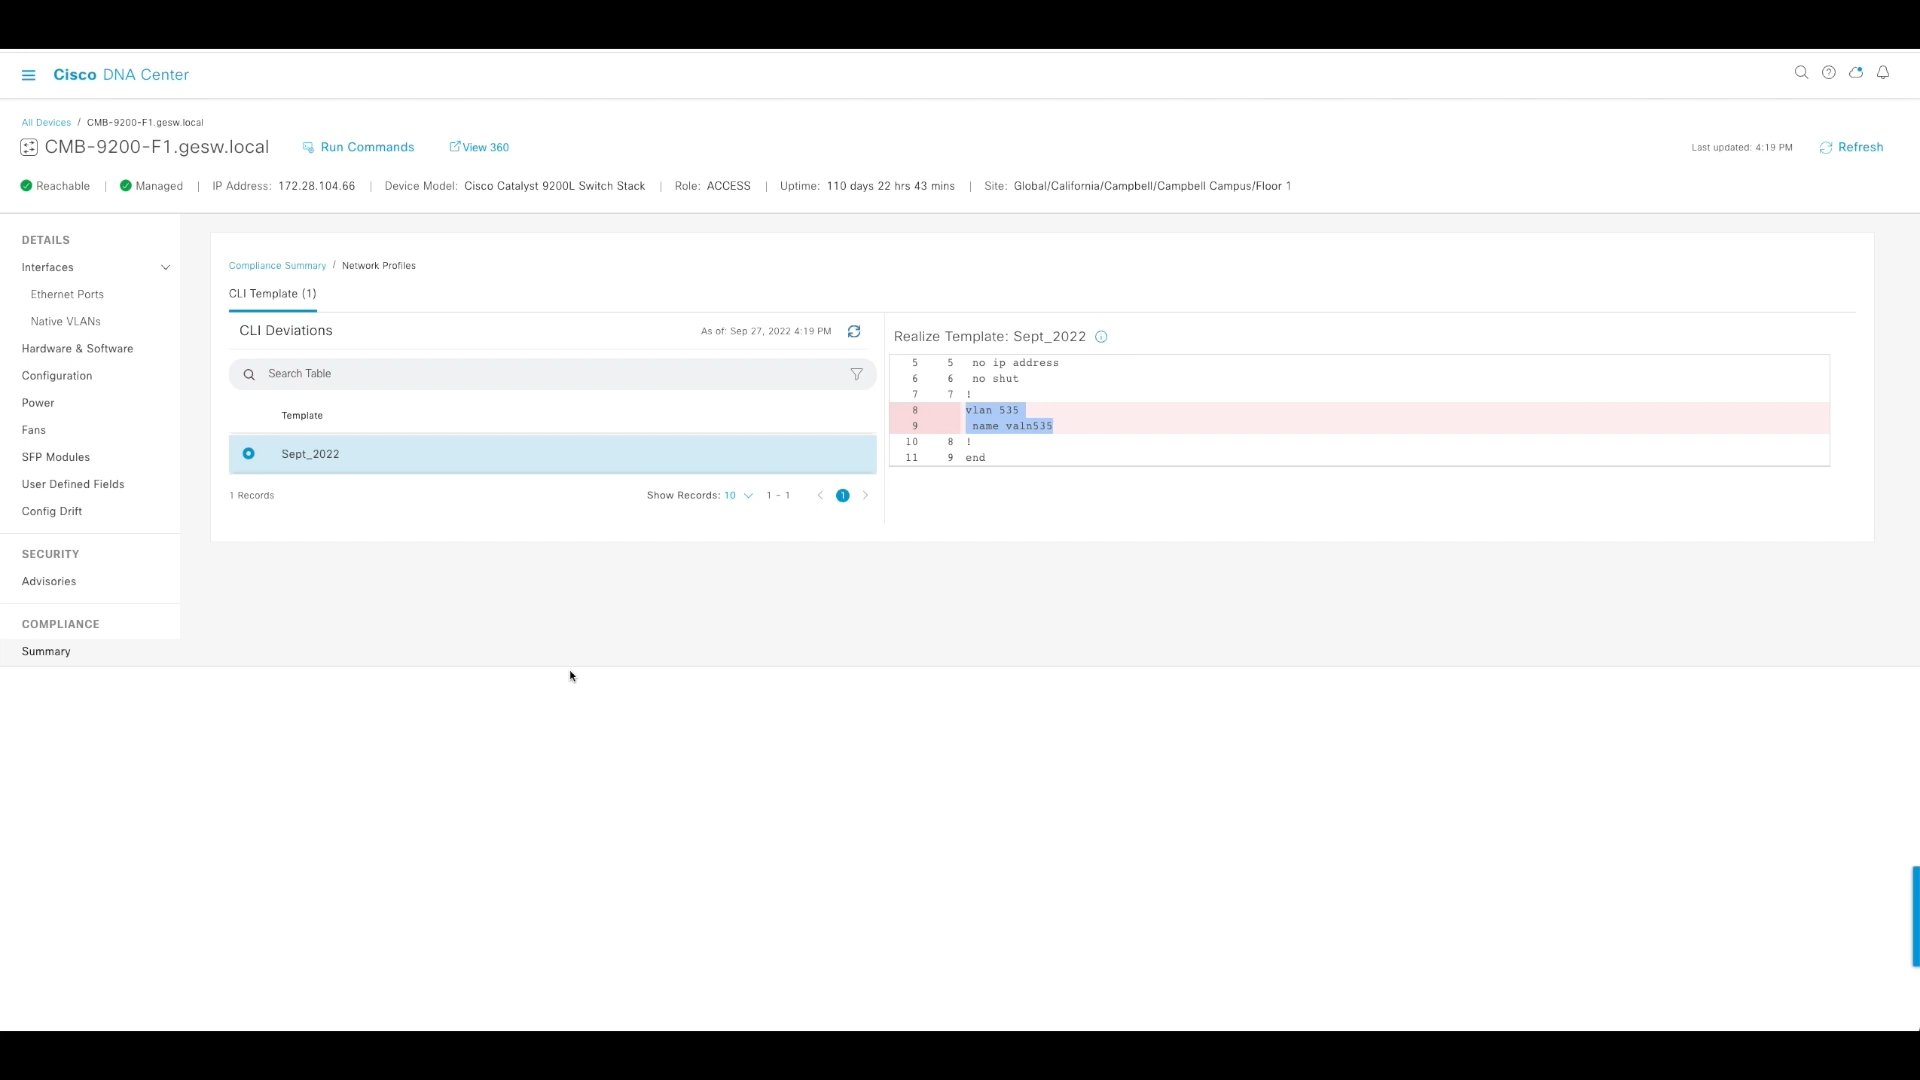 Cisco DNA Center
All Devices / CMB-9200-F1.gesw.local
CMB-9200-F1.gesw.local Run Commands View 360 Last updated: 4:19 PM Refresh
Reachable | Managed | IP Address: 172.28.104.66 | Device Model: Cisco Catalyst 9200L Switch Stack | Role: ACCESS | Uptime: 110 days 22 hrs 43 mins | Site: Global/California/Campbell/Campbell Campus/Floor 1
DETAILS
Interfaces
Ethernet Ports
Native VLANs
Hardware & Software
Configuration
Power
Fans
SFP Modules
User Defined Fields
Config Drift
SECURITY
Advisories
COMPLIANCE
Summary
Compliance Summary / Network Profiles
CLI Template (1)
CLI Deviations As of: Sep 27, 2022 4:19 PM
Search Table
Template
Sept_2022
1 Records Show Records: 10 1 - 1 1
Realize Template: Sept_2022
5 5 no ip address
6 6 no shut
7 7 !
8 vlan 535
9 name valn535
10 8 !
11 9 end